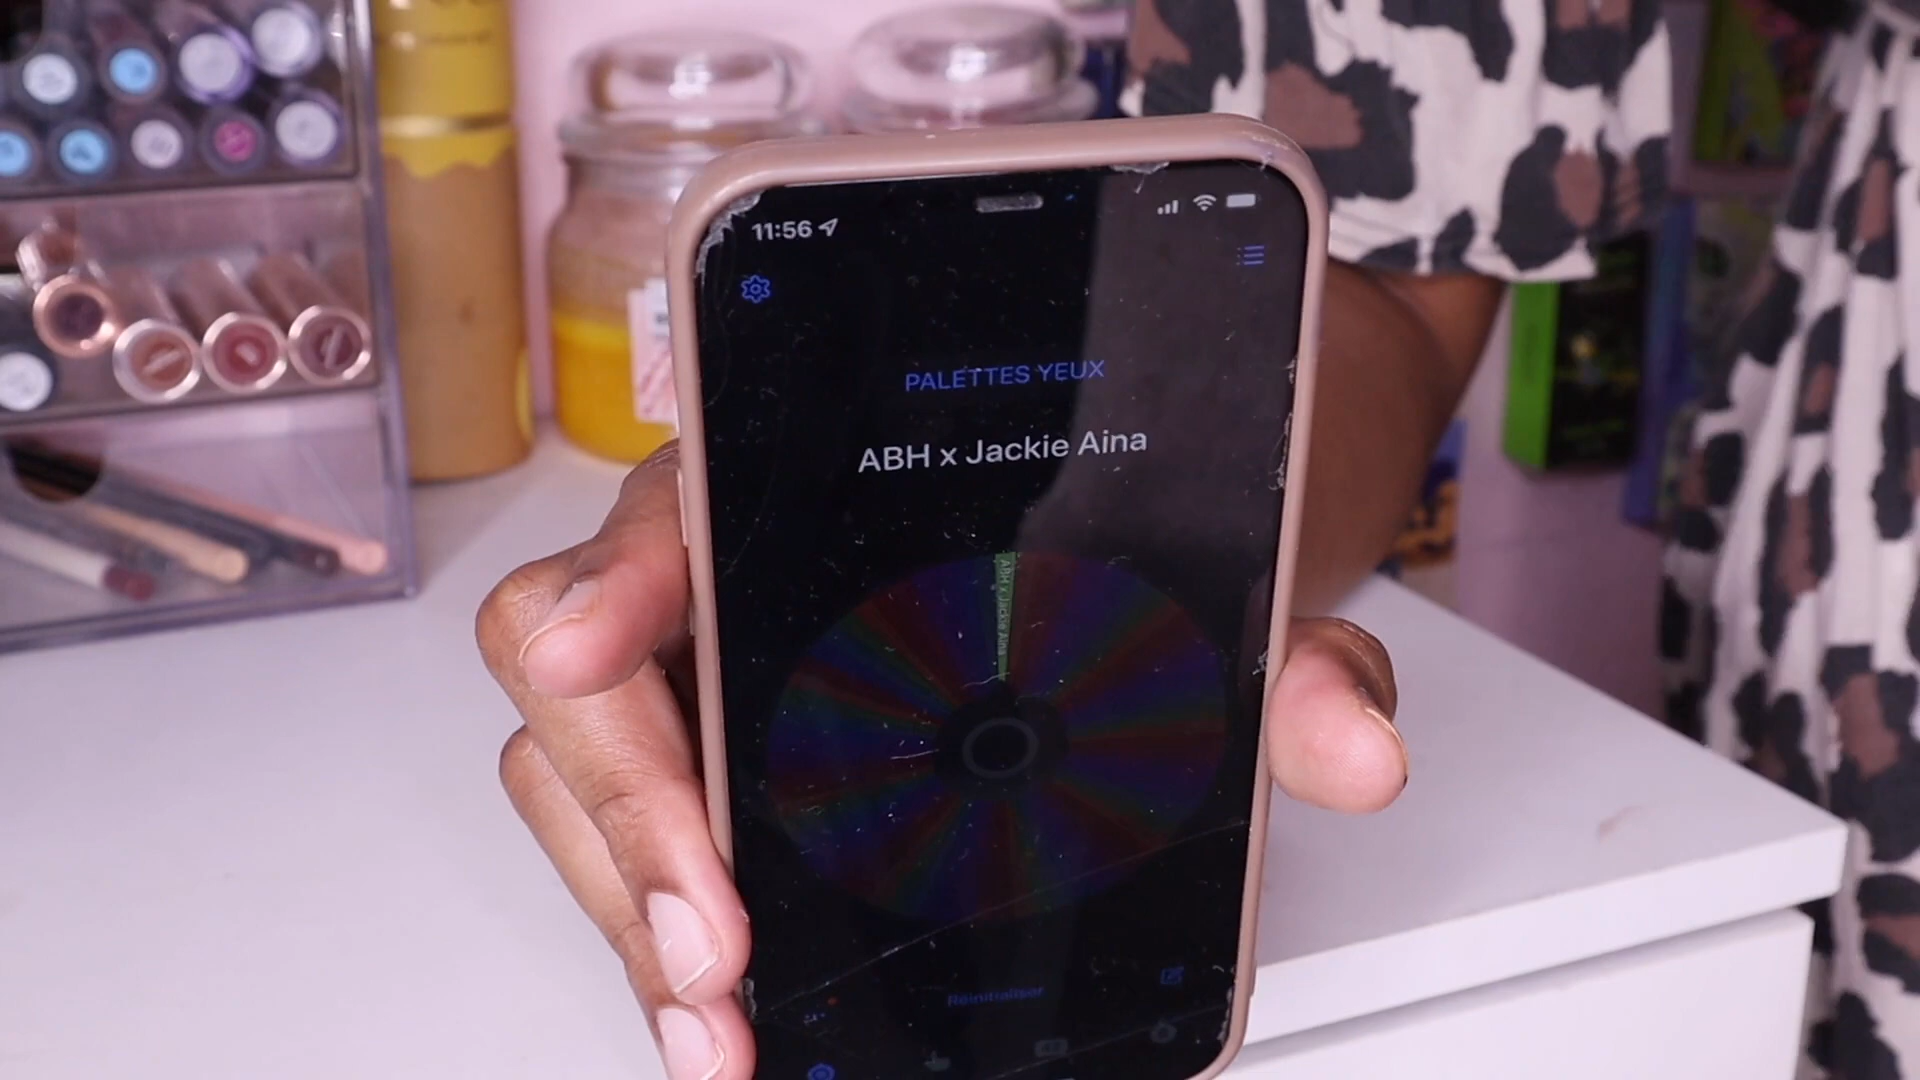 11:56
PALETTES YEUX
ABH x Jackie Aina
ABH x Jackie Aina
Réinitialiser